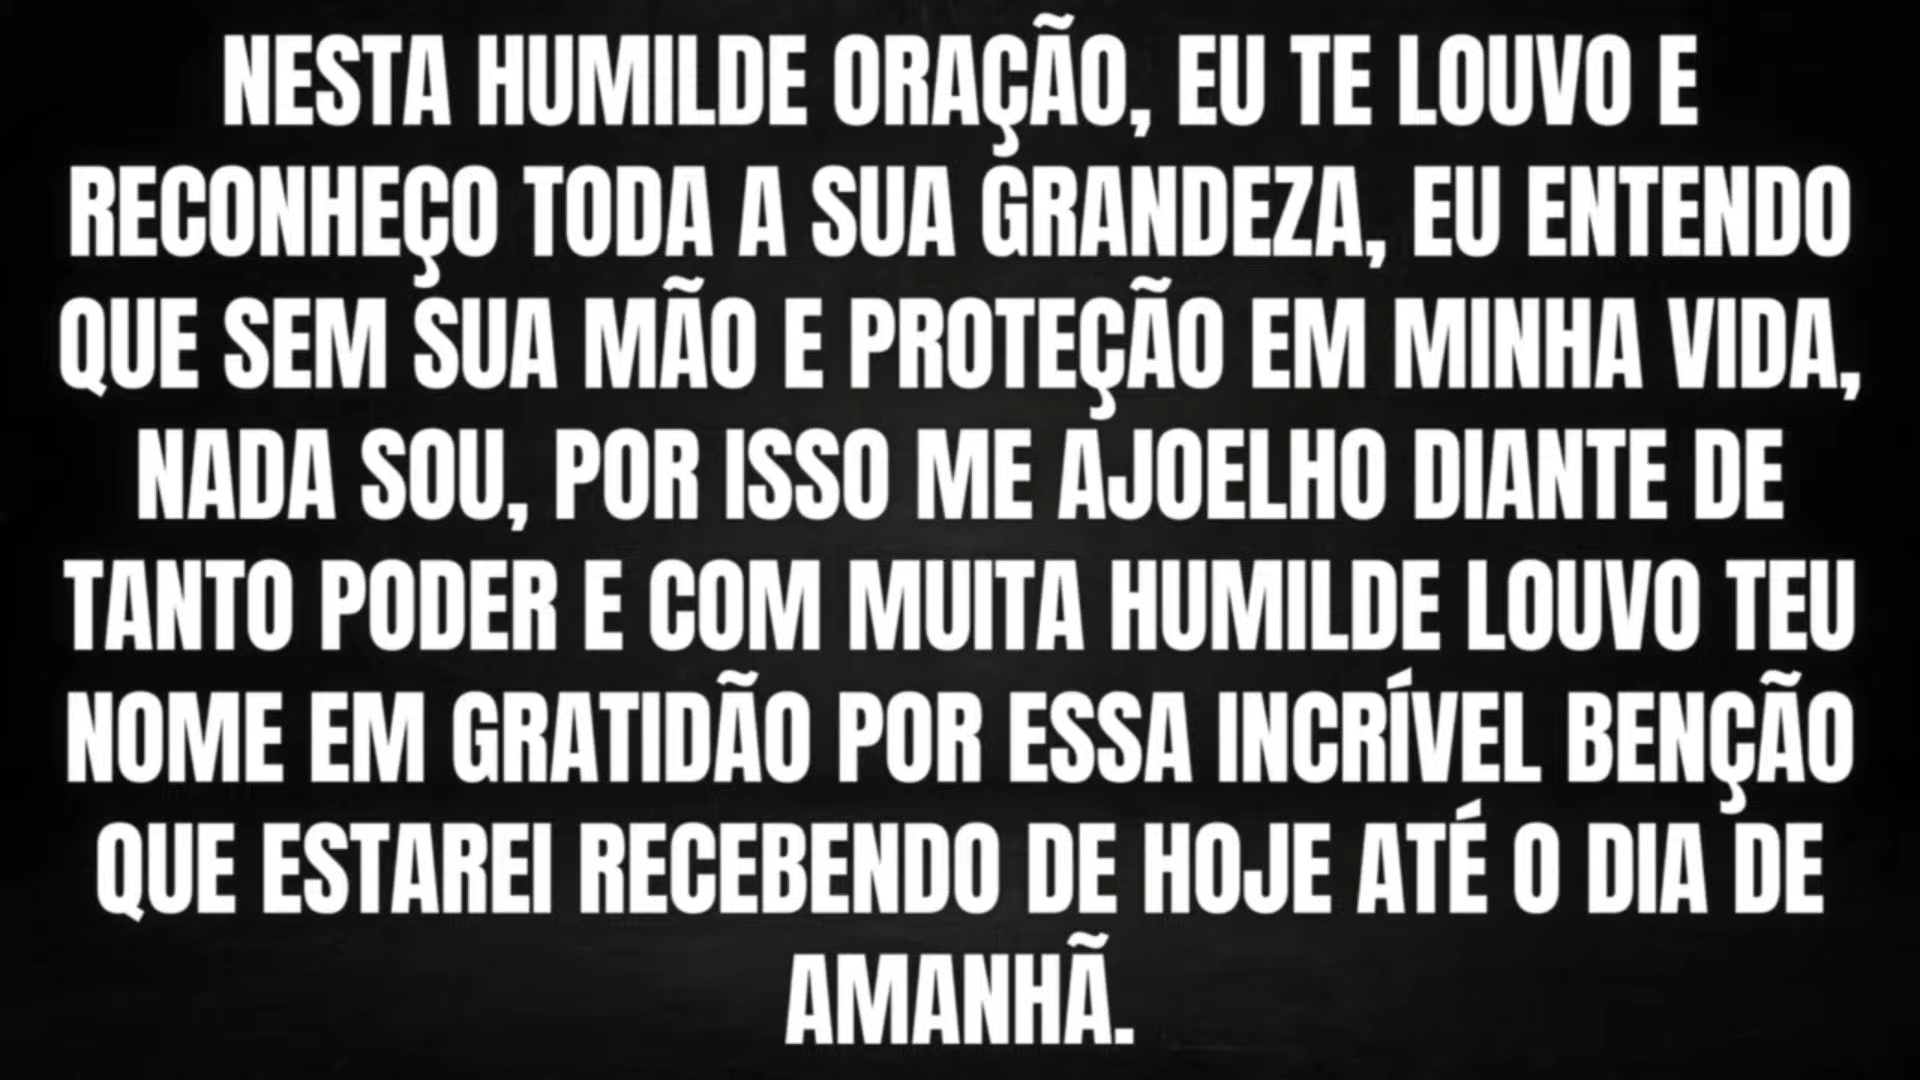 NESTA HUMILDE ORAÇÃO, EU TE LOUVO E
RECONHEÇO TODA A SUA GRANDEZA, EU ENTENDO
QUE SEM SUA MÃO E PROTEÇÃO EM MINHA VIDA,
NADA SOU, POR ISSO ME AJOELHO DIANTE DE
TANTO PODER E COM MUITA HUMILDE LOUVO TEU
NOME EM GRATIDÃO POR ESSA INCRÍVEL BENÇÃO
QUE ESTAREI RECEBENDO DE HOJE ATÉ O DIA DE
AMANHÃ.